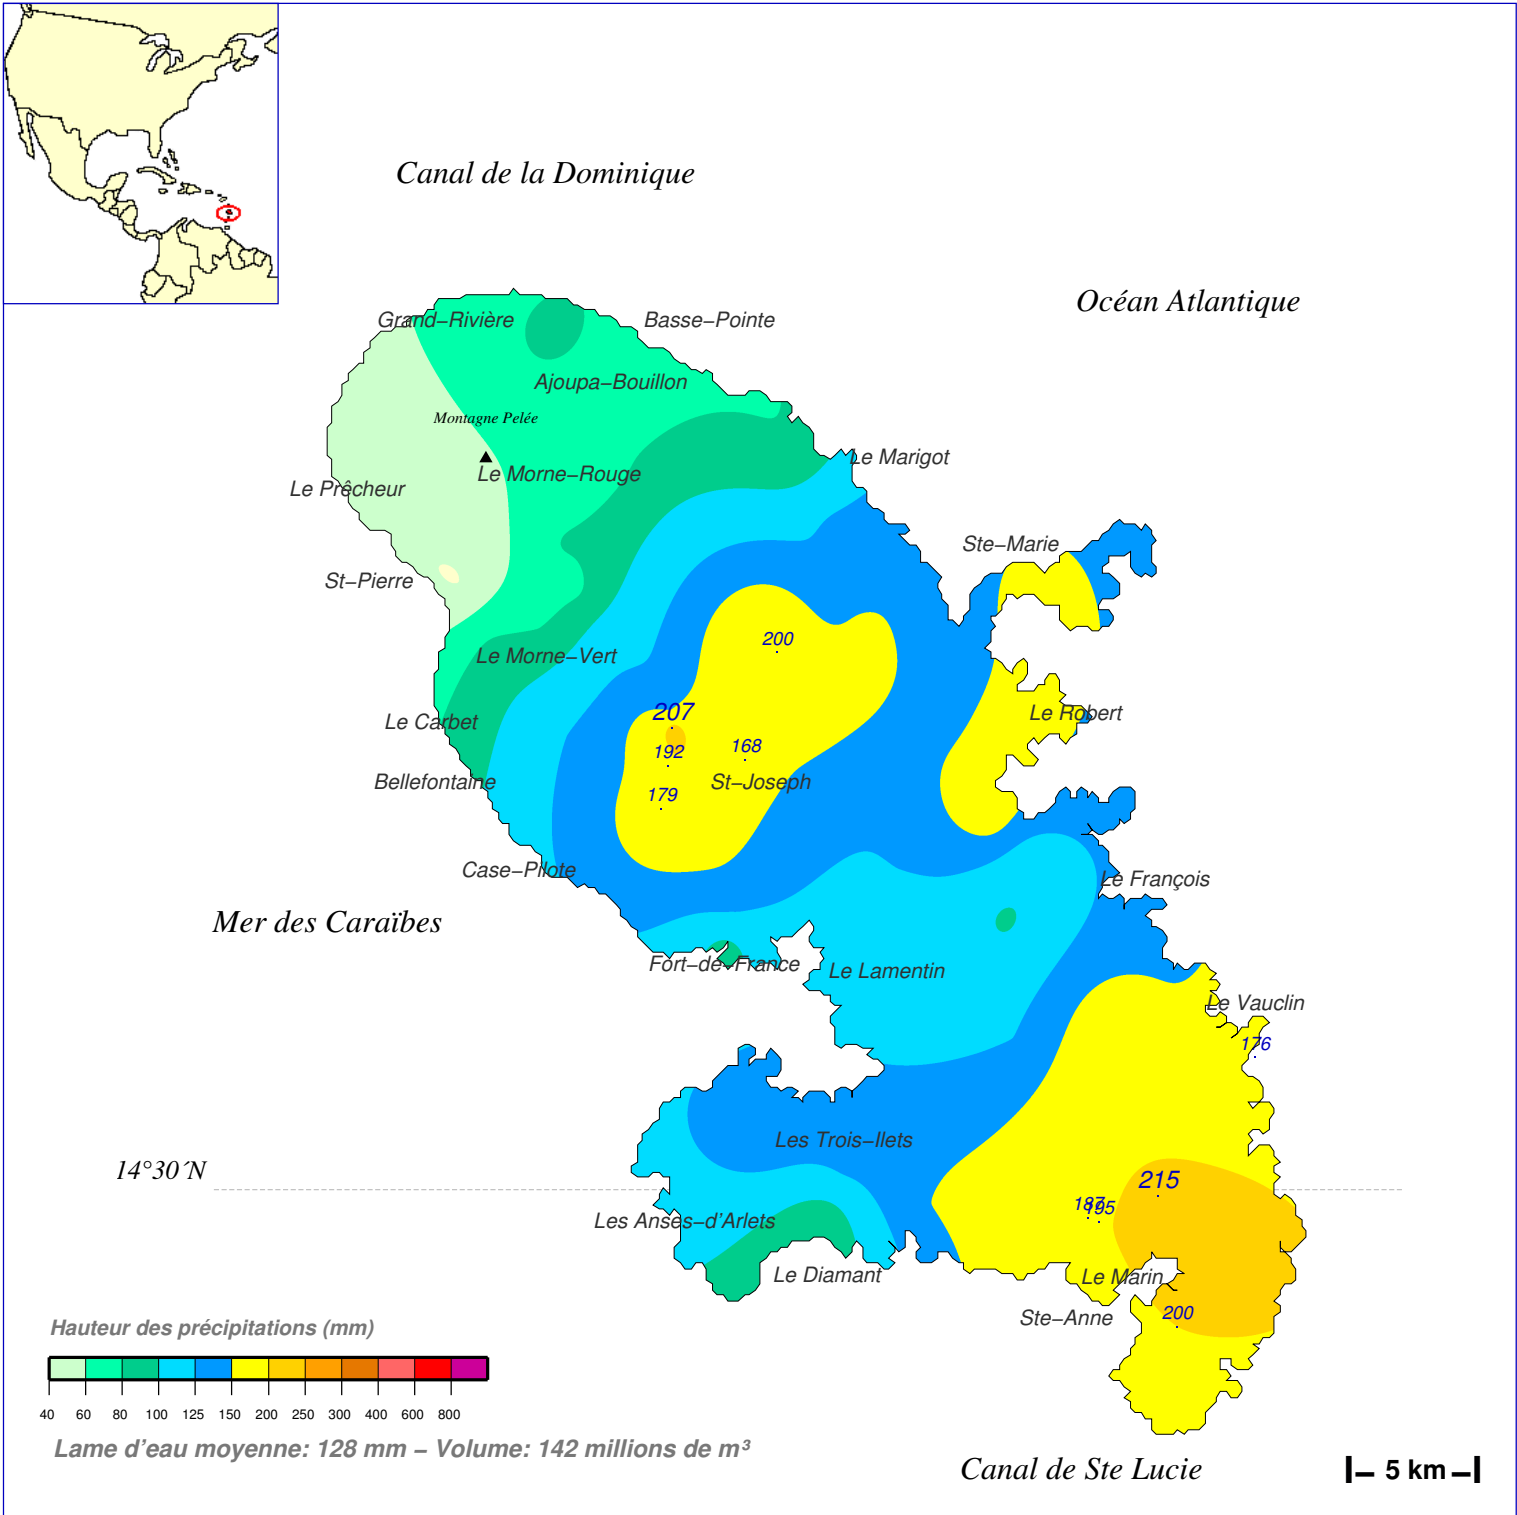 Canal de la Dominique
Océan Atlantique
Grand–Rivière
Basse–Pointe
Ajoupa–Bouillon
Montagne Pelée
Le Marigot
Le Morne–Rouge
Le Prêcheur
Ste–Marie
St–Pierre
200
Le Morne–Vert
207
Le Robert
Le Carbet
168
192
Bellefontaine
St–Joseph
179
Case–Pilote
Le François
Mer des Caraïbes
Fort–de–France
Le Lamentin
Le Vauclin
176
Les Trois–Ilets
14°30´N
215
187
195
Les Anses–d'Arlets
Le Diamant
Le Marin
200
Ste–Anne
Hauteur des précipitations (mm)
40 60 80 100 125 150 200 250 300 400 600 800
Lame d'eau moyenne: 128 mm – Volume: 142 millions de m³
Canal de Ste Lucie
5 km